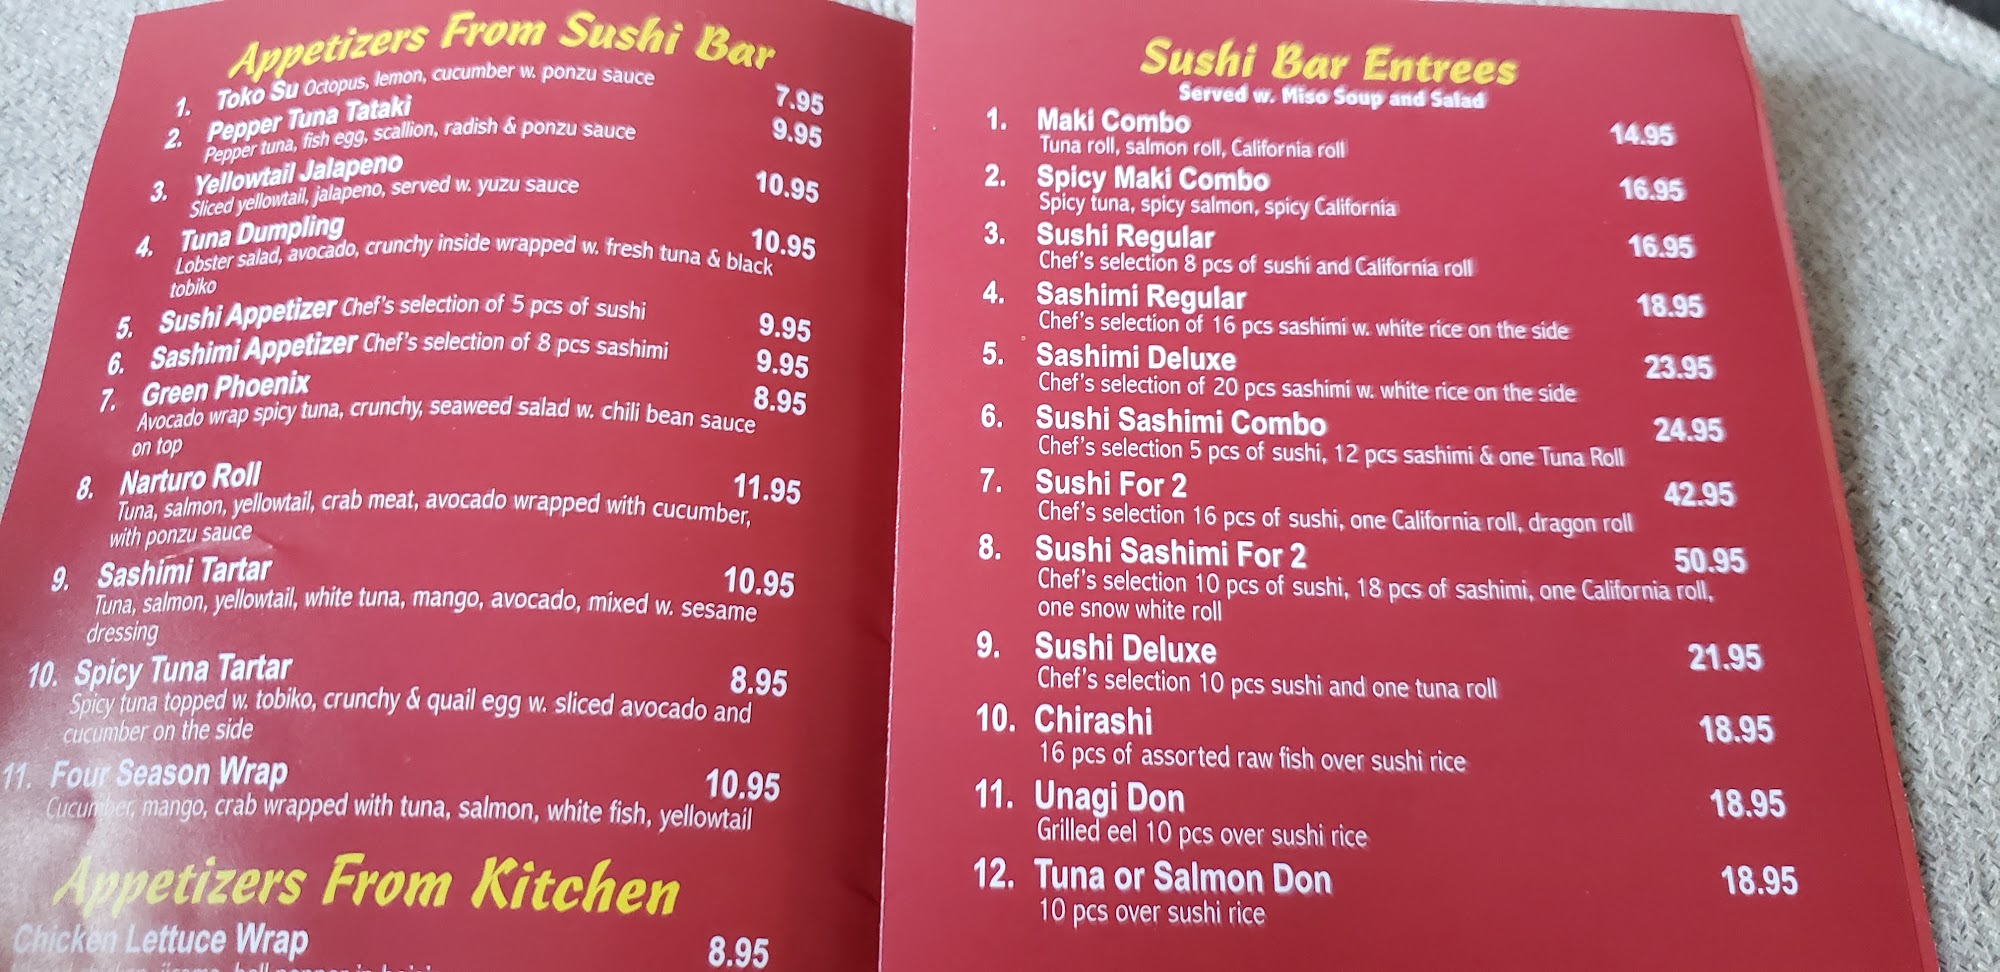 Appetizers From Sushi Bar
1. Toko Su Octopus, lemon, cucumber w. ponzu sauce 7.95
2. Pepper Tuna Tataki 9.95
Pepper tuna, fish egg, scallion, radish & ponzu sauce
3. Yellowtail Jalapeno 10.95
Sliced yellowtail, jalapeno, served w. yuzu sauce
4. Tuna Dumpling 10.95
Lobster salad, avocado, crunchy inside wrapped w. fresh tuna & black
tobiko
5. Sushi Appetizer Chef's selection of 5 pcs of sushi 9.95
6. Sashimi Appetizer Chef's selection of 8 pcs sashimi 9.95
7. Green Phoenix 8.95
Avocado wrap spicy tuna, crunchy, seaweed salad w. chili bean sauce
on top
8. Narturo Roll 11.95
Tuna, salmon, yellowtail, crab meat, avocado wrapped with cucumber,
with ponzu sauce
9. Sashimi Tartar 10.95
Tuna, salmon, yellowtail, white tuna, mango, avocado, mixed w. sesame
dressing
10. Spicy Tuna Tartar 8.95
Spicy tuna topped w. tobiko, crunchy & quail egg w. sliced avocado and
cucumber on the side
11. Four Season Wrap 10.95
Cucumber, mango, crab wrapped with tuna, salmon, white fish, yellowtail
Appetizers From Kitchen
Chicken Lettuce Wrap 8.95
Sushi Bar Entrees
Served w. Miso Soup and Salad
1. Maki Combo 14.95
Tuna roll, salmon roll, California roll
2. Spicy Maki Combo 16.95
Spicy tuna, spicy salmon, spicy California
3. Sushi Regular 16.95
Chef's selection 8 pcs of sushi and California roll
4. Sashimi Regular 18.95
Chef's selection of 16 pcs sashimi w. white rice on the side
5. Sashimi Deluxe 23.95
Chef's selection of 20 pcs sashimi w. white rice on the side
6. Sushi Sashimi Combo 24.95
Chef's selection 5 pcs of sushi, 12 pcs sashimi & one Tuna Roll
7. Sushi For 2 42.95
Chef's selection 16 pcs of sushi, one California roll, dragon roll
8. Sushi Sashimi For 2 50.95
Chef's selection 10 pcs of sushi, 18 pcs of sashimi, one California roll,
one snow white roll
9. Sushi Deluxe 21.95
Chef's selection 10 pcs sushi and one tuna roll
10. Chirashi 18.95
16 pcs of assorted raw fish over sushi rice
11. Unagi Don 18.95
Grilled eel 10 pcs over sushi rice
12. Tuna or Salmon Don 18.95
10 pcs over sushi rice